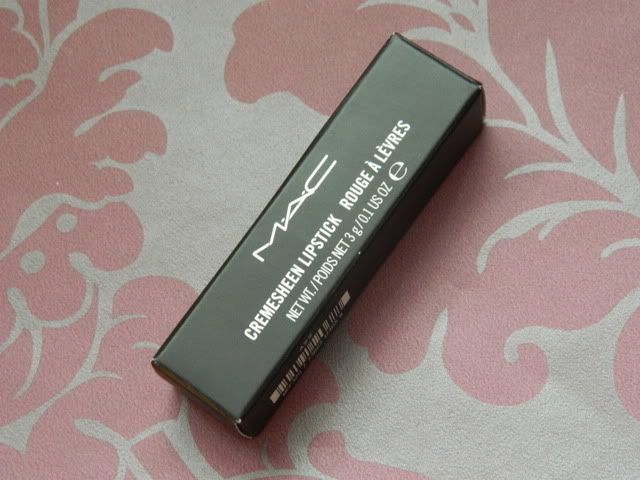 MAC
CREMESHEEN LIPSTICK ROUGE À LÈVRES
NET WT./POIDS NET 3 g/0.1 US OZ ℮